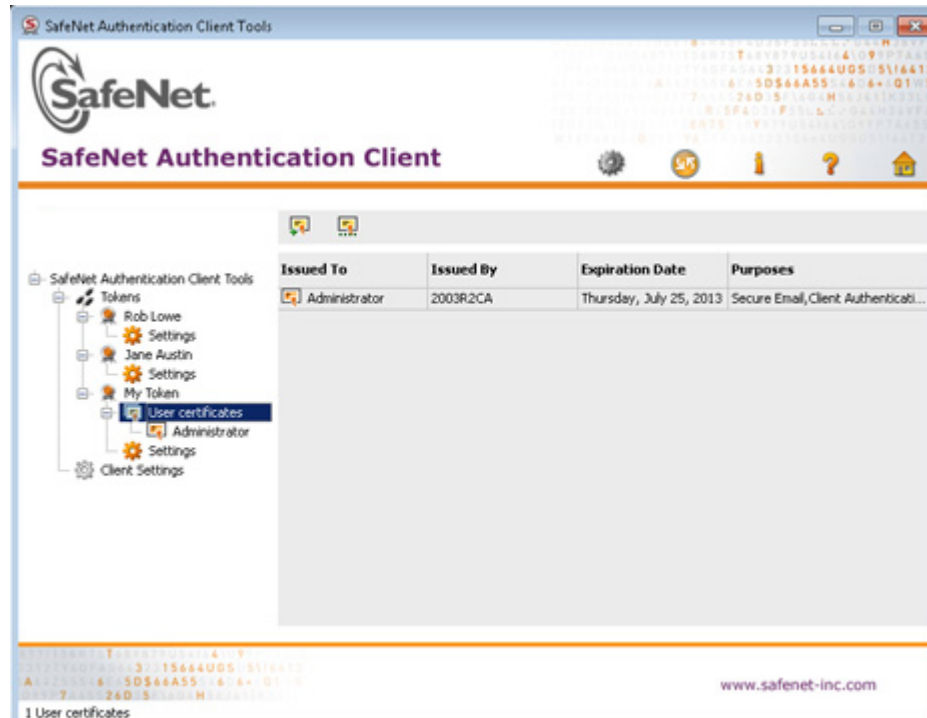 SafeNet Authentication Client Tools
SafeNet.
SafeNet Authentication Client
Issued To Issued By Expiration Date Purposes
Administrator 2003R2CA Thursday, July 25, 2013 Secure Email,Client Authenticati...
SafeNet Authentication Client Tools
Tokens
Rob Lowe
Settings
Jane Austin
Settings
My Token
User certificates
Administrator
Settings
Client Settings
www.safenet-inc.com
1 User certificates